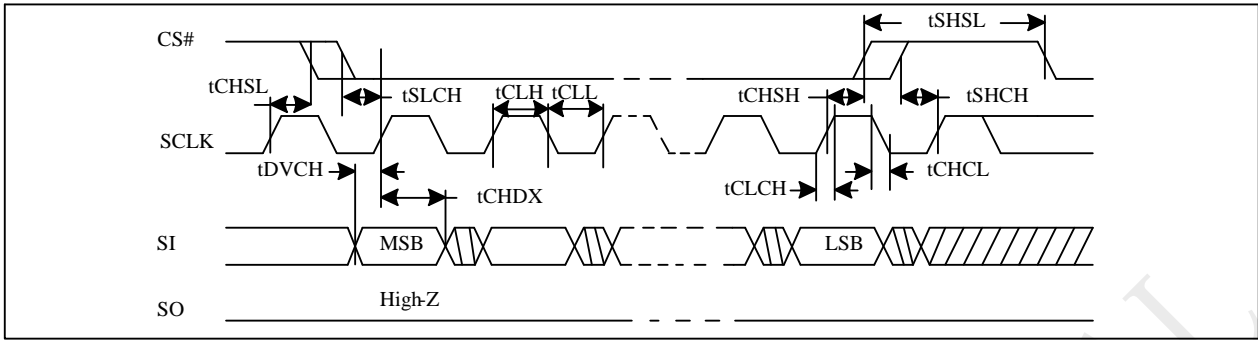 tSHSL
CS#
tCHSL
tSLCH
tCLH
tCLL
tCHSH
tSHCH
SCLK
tDVCH
tCHDX
tCLCH
tCHCL
SI
MSB
LSB
SO
High-Z